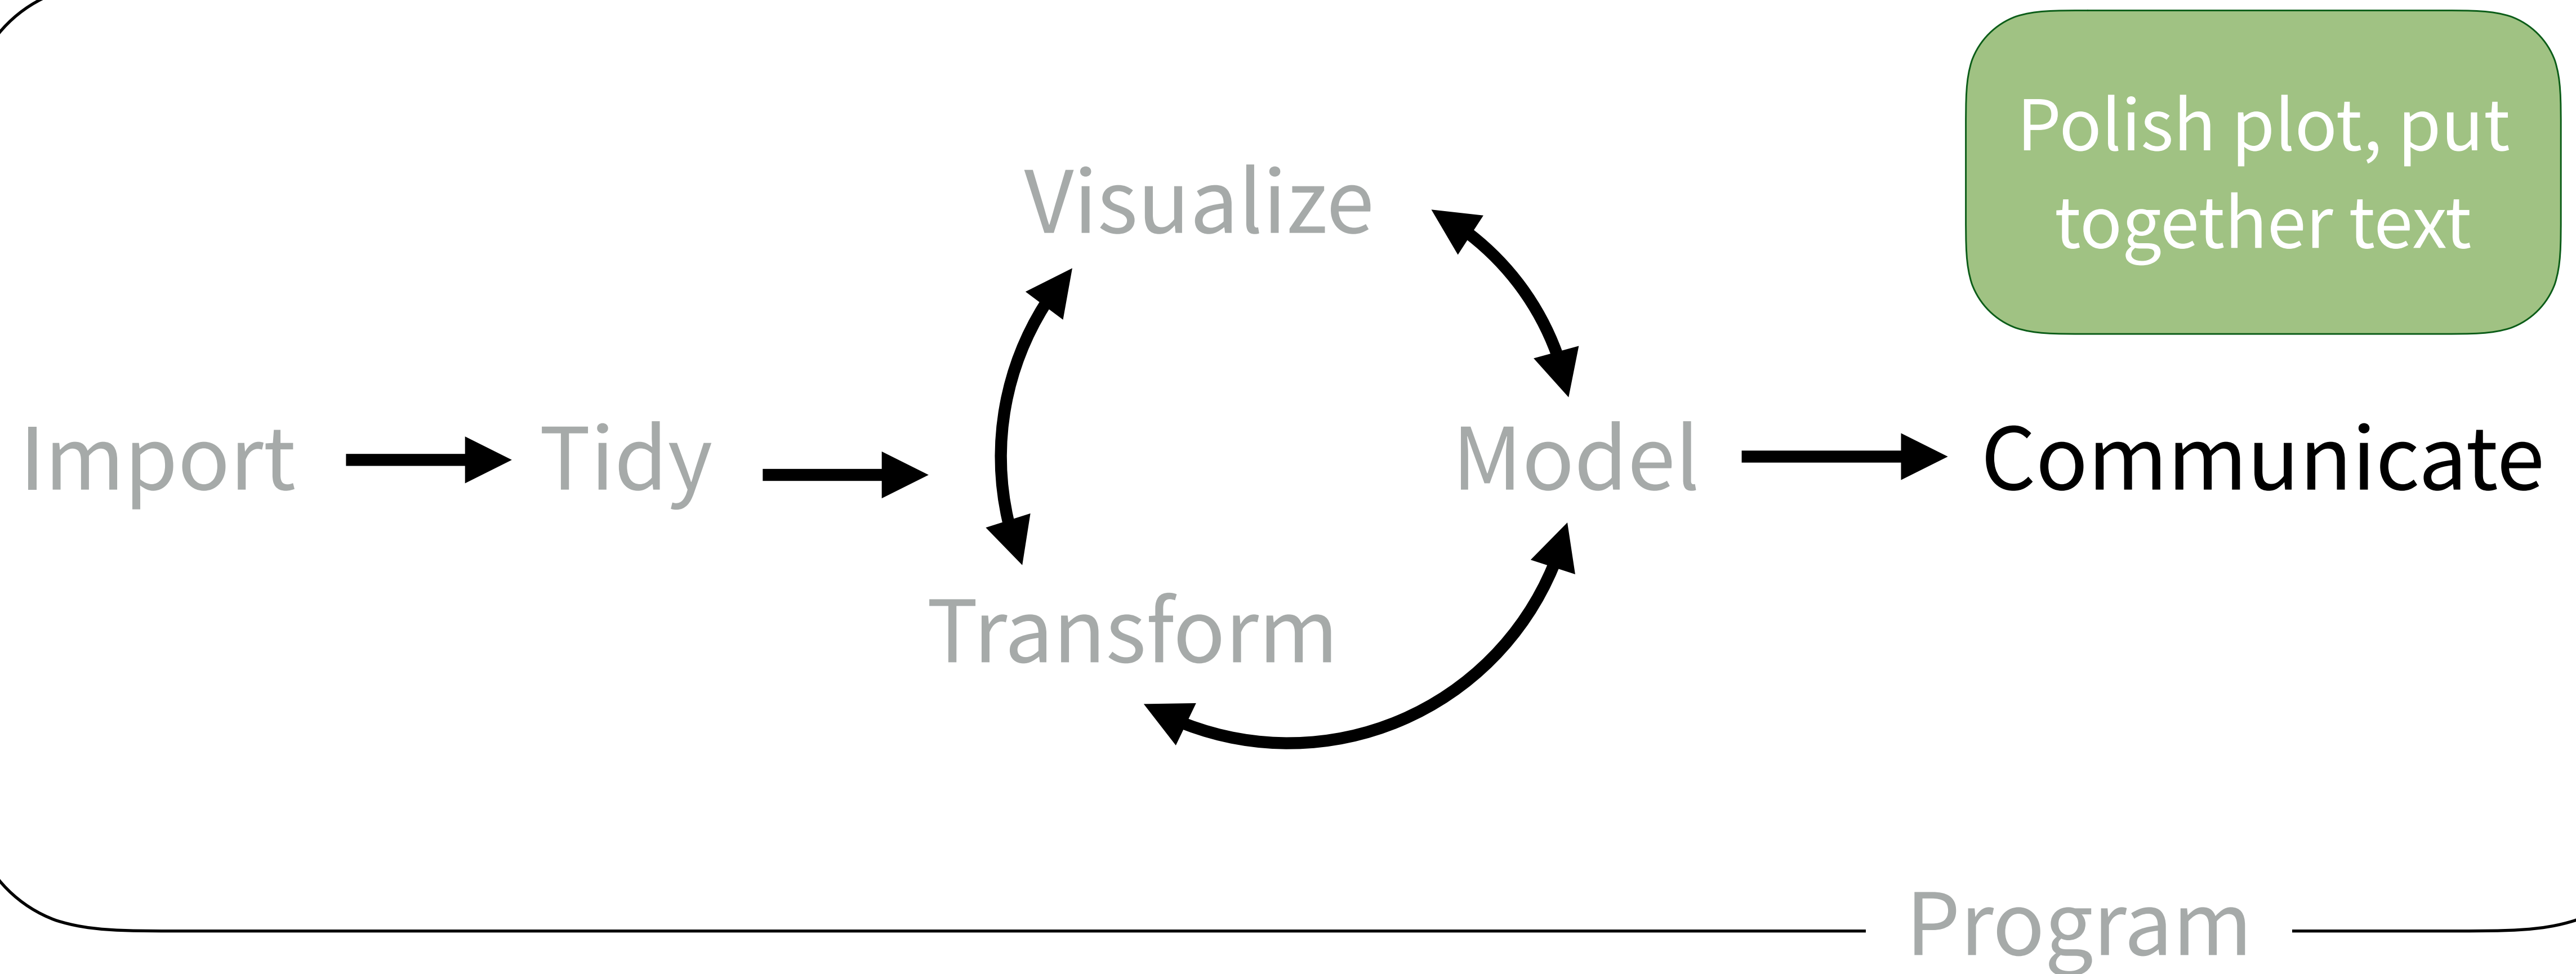 Polish plot, put
together text
Visualize
Import
Tidy
Model
Communicate
Transform
Program